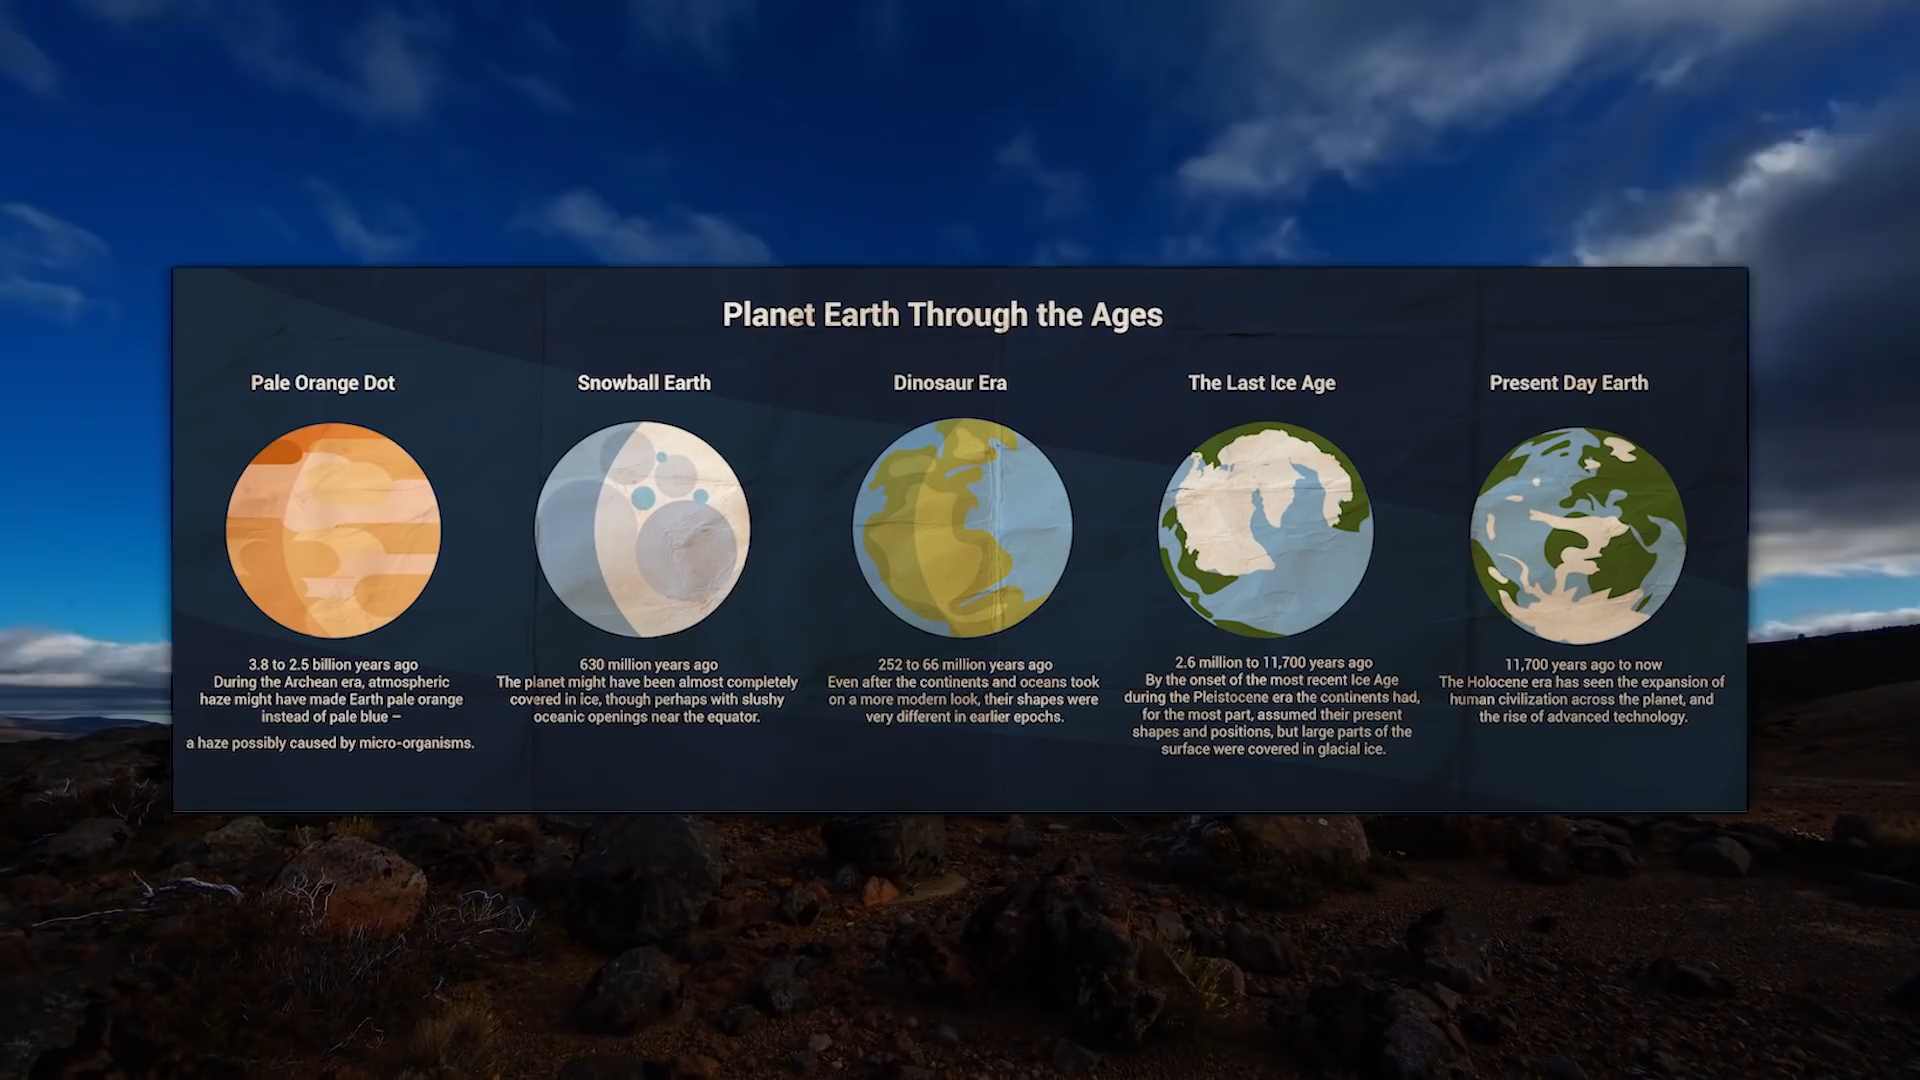 Planet Earth Through the Ages
Pale Orange Dot
3.8 to 2.5 billion years ago
During the Archean era, atmospheric
haze might have made Earth pale orange
instead of pale blue –
a haze possibly caused by micro-organisms.
Snowball Earth
630 million years ago
The planet might have been almost completely
covered in ice, though perhaps with slushy
oceanic openings near the equator.
Dinosaur Era
252 to 66 million years ago
Even after the continents and oceans took
on a more modern look, their shapes were
very different in earlier epochs.
The Last Ice Age
2.6 million to 11,700 years ago
By the onset of the most recent Ice Age
during the Pleistocene era the continents had,
for the most part, assumed their present
shapes and positions, but large parts of the
surface were covered in glacial ice.
Present Day Earth
11,700 years ago to now
The Holocene era has seen the expansion of
human civilization across the planet, and
the rise of advanced technology.